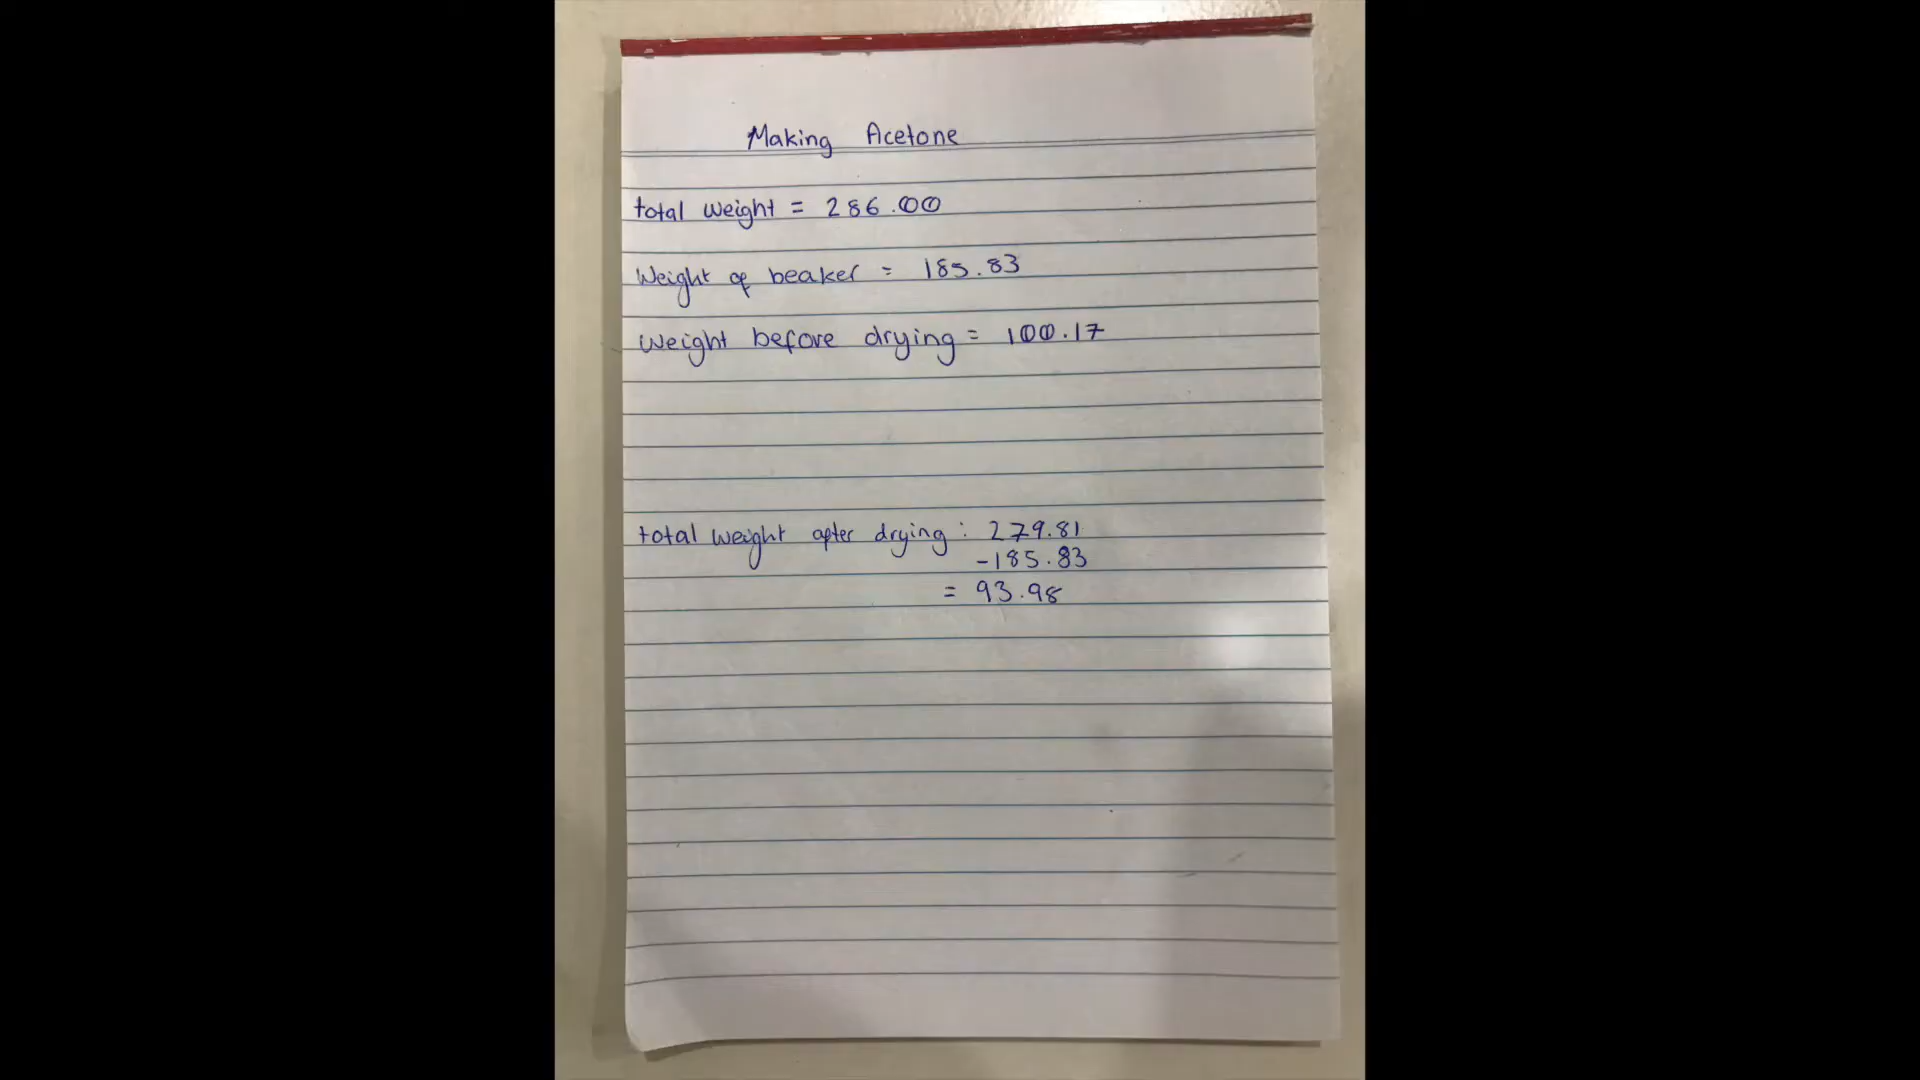 Making Acetone
total weight = 286.00
Weight of beaker = 185.83
Weight before drying = 100.17
total weight after drying : 279.81
-185.83
= 93.98